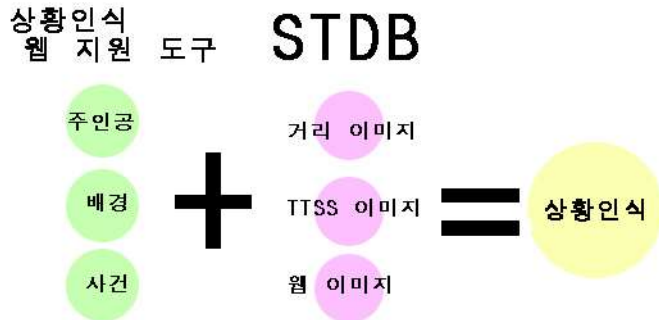 상황인식
웹 지원 도구
STDB
주인공
배경
사건
+
거리 이미지
TTSS 이미지
웹 이미지
=
상황인식